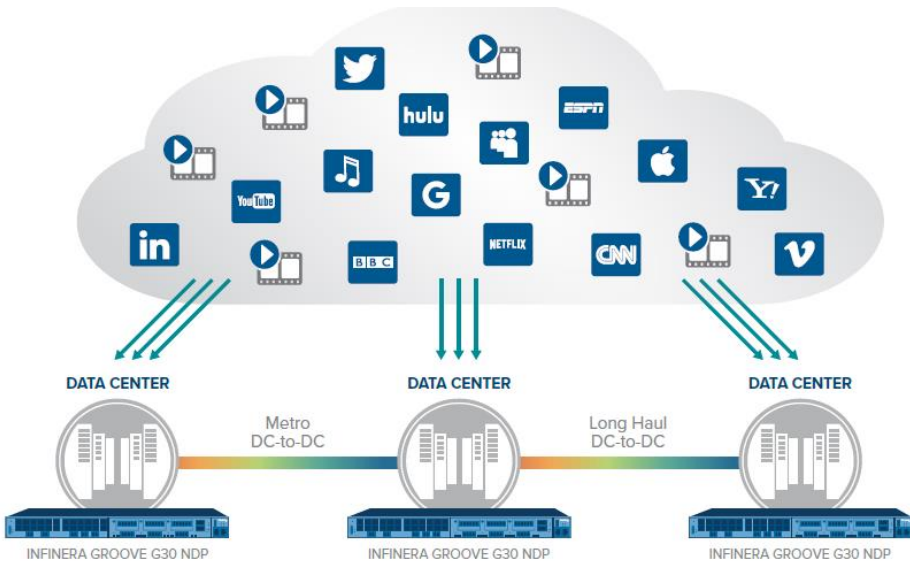 hulu
ESPN
YouTube
G
Y!
in
BBC
NETFLIX
CNN
V
DATA CENTER
DATA CENTER
DATA CENTER
Metro
DC-to-DC
Long Haul
DC-to-DC
INFINERA GROOVE G30 NDP
INFINERA GROOVE G30 NDP
INFINERA GROOVE G30 NDP